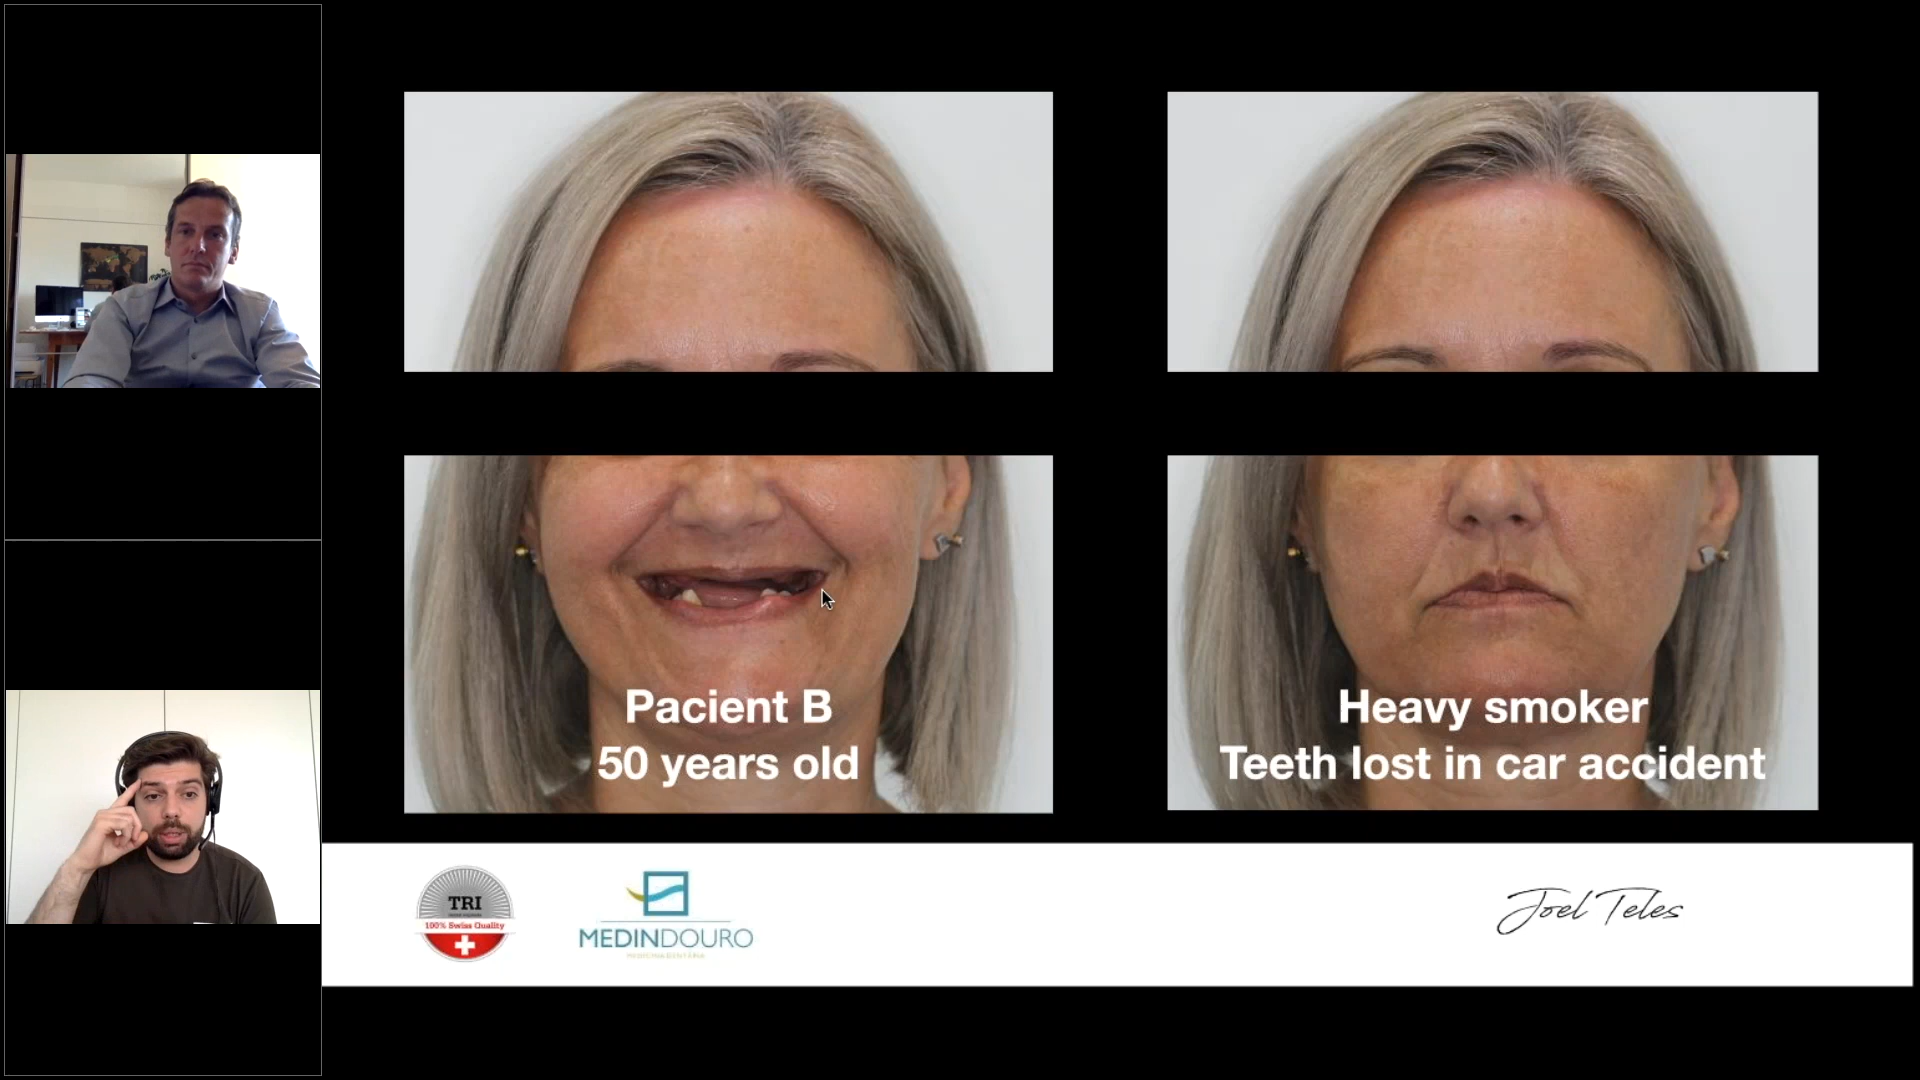 Pacient B
50 years old
Heavy smoker
Teeth lost in car accident
TRI
100% Swiss Quality
MEDINDOURO
Joel Teles